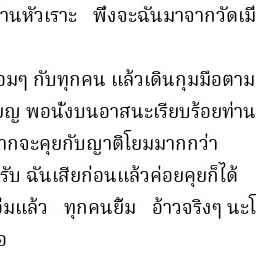 านหัวเราะ พึ่งจะฉันมาจากวัดเมื
อมๆ กับทุกคน แล้วเดินกุมมือตาม
ญ พอนั่งบนอาสนะเรียบร้อยท่าน
ากจะคุยกับญาติโยมมากกว่า
รับ ฉันเสียก่อนแล้วค่อยคุยก็ได้
่มแล้ว ทุกคนยิ้ม อ้าวจริงๆ นะโ
อ